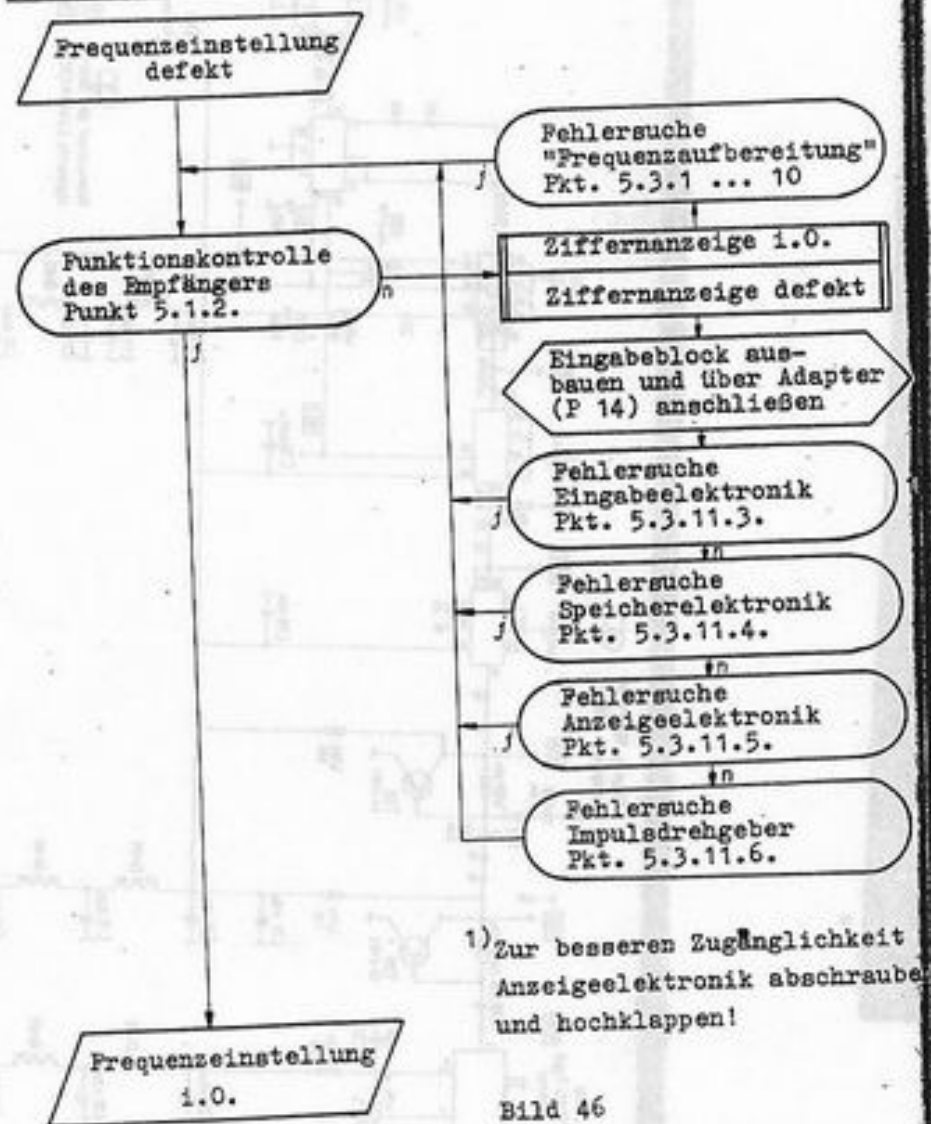 Frequenzeinstellung
defekt
Fehlersuche
"Frequenzaufbereitung"
Pkt. 5.3.1 ... 10
j
Funktionskontrolle
des Empfängers
Punkt 5.1.2.
n
j
Ziffernanzeige i.O.
Ziffernanzeige defekt
Eingabeblock aus-
bauen und über Adapter
(P 14) anschließen
Fehlersuche
Eingabeelektronik
Pkt. 5.3.11.3.
j
n
Fehlersuche
Speicherelektronik
Pkt. 5.3.11.4.
j
n
Fehlersuche
Anzeigeelektronik
Pkt. 5.3.11.5.
j
n
Fehlersuche
Impulsdrehgeber
Pkt. 5.3.11.6.
1) Zur besseren Zugänglichkeit
Anzeigeelektronik abschraube
und hochklappen!
Frequenzeinstellung
i.O.
Bild 46